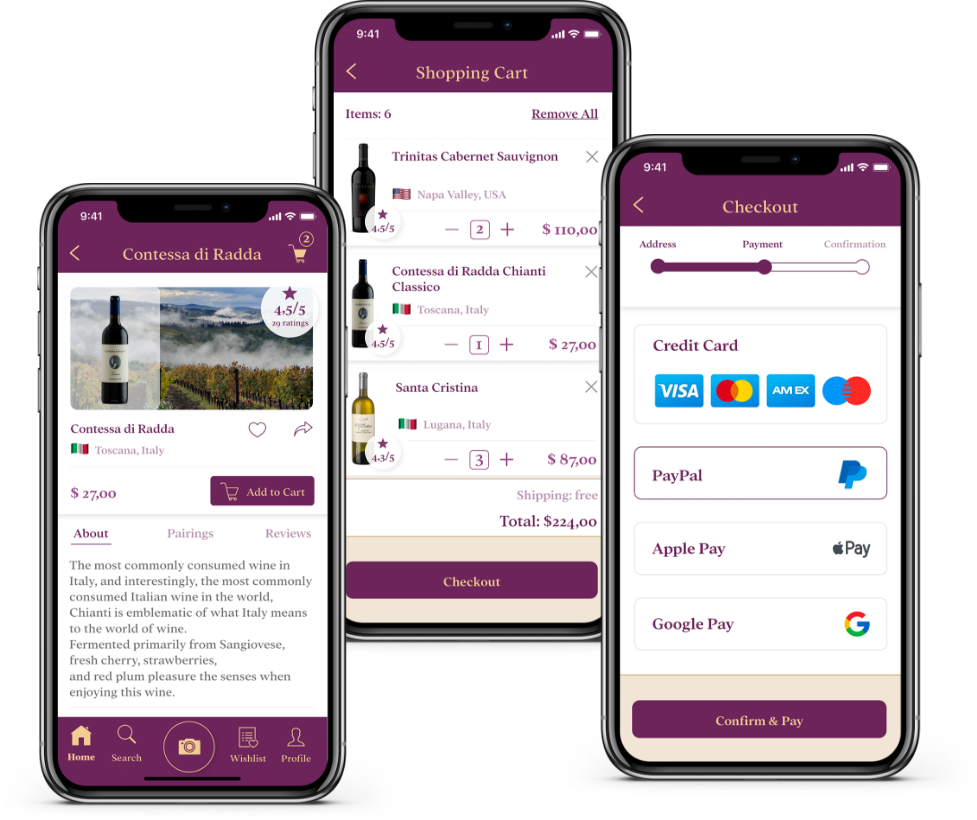 9:41
Contessa di Radda
2
4,5/5
29 ratings
Contessa di Radda
Toscana, Italy
$ 27,00
Add to Cart
About Pairings Reviews
The most commonly consumed wine in
Italy, and interestingly, the most commonly
consumed Italian wine in the world,
Chianti is emblematic of what Italy means
to the world of wine.
Fermented primarily from Sangiovese,
fresh cherry, strawberries,
and red plum pleasure the senses when
enjoying this wine.
Home Search Wishlist Profile
9:41
Shopping Cart
Items: 6 Remove All
Trinitas Cabernet Sauvignon
Napa Valley, USA
4,5/5
2 $ 110,00
Contessa di Radda Chianti
Classico
Toscana, Italy
4,5/5
1 $ 27,00
Santa Cristina
Lugana, Italy
4,3/5
3 $ 87,00
Shipping: free
Total: $224,00
Checkout
9:41
Checkout
Address Payment Confirmation
Credit Card
VISA AM EX
PayPal
Apple Pay Pay
Google Pay
Confirm & Pay